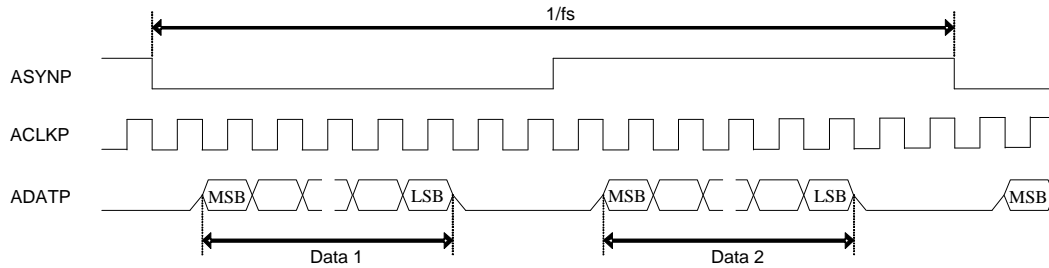 1/fs
ASYNP
ACLKP
ADATP
MSB LSB MSB LSB MSB
Data 1 Data 2